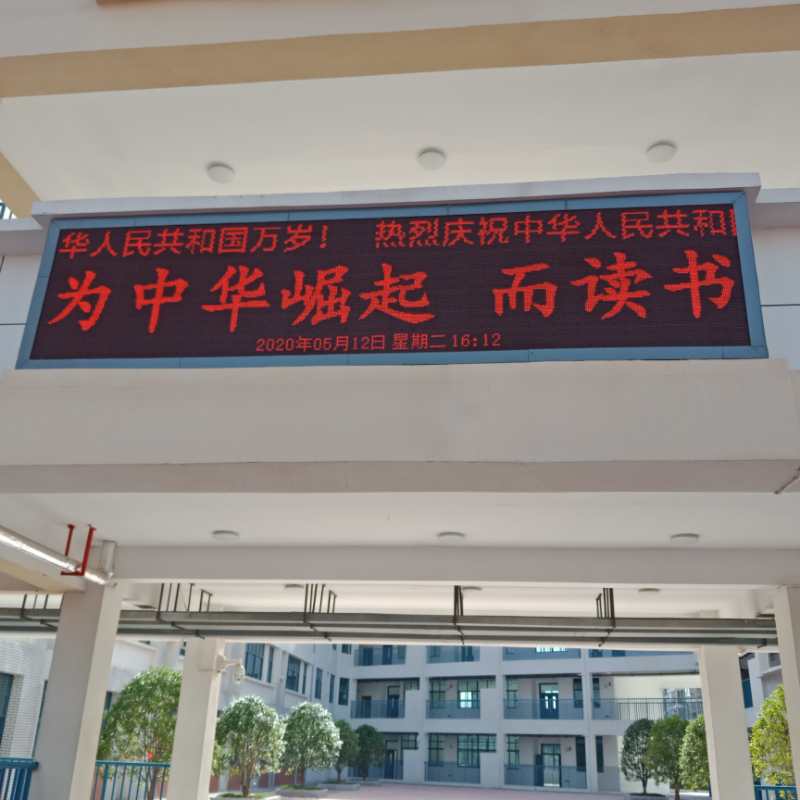 华人民共和国万岁！ 热烈庆祝中华人民共和
为中华崛起 而读书
2020年05月12日 星期二 16:12